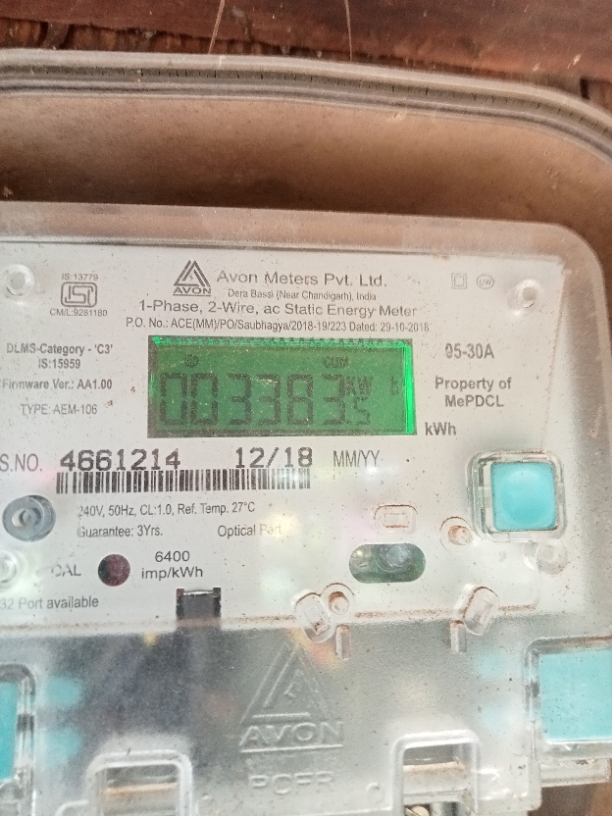 IS:13779
ISI
CM/L:9281180
AVON
Avon Meters Pvt. Ltd.
Dera Bassi (Near Chandigarh), India
1-Phase, 2-Wire, ac Static Energy Meter
P.O. No.: ACE(MM)/PO/Saubhagya/2018-19/223 Dated: 29-10-2018
DLMS-Category - 'C3'
IS:15959
Firmware Ver.: AA1.00
TYPE: AEM-106
CUM
003383.5 KW h
kWh
05-30A
Property of
MePDCL
S.NO. 4661214 12/18 MM/YY
240V, 50Hz, CL:1.0, Ref. Temp. 27°C
Guarantee: 3Yrs. Optical Port
CAL
6400
imp/kWh
32 Port available
AVON